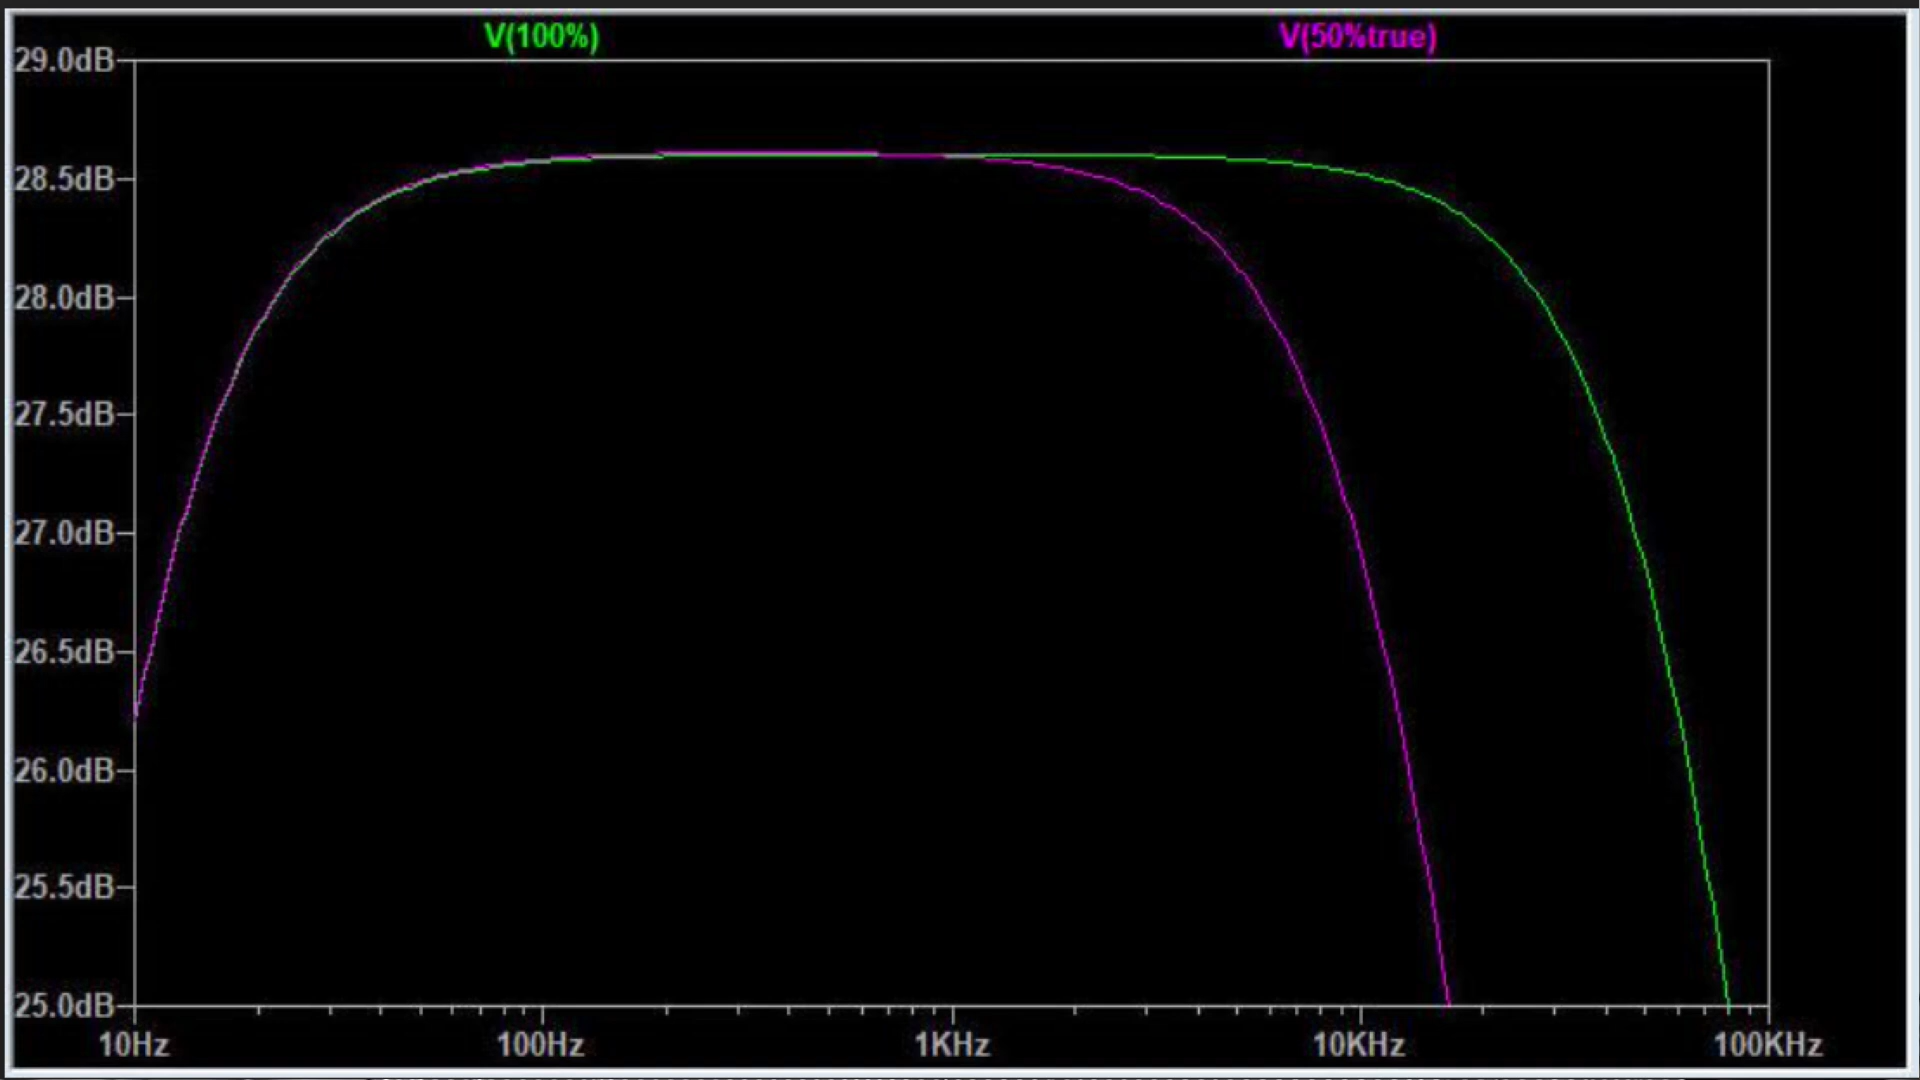 V(100%) V(50%true)
29.0dB
28.5dB
28.0dB
27.5dB
27.0dB
26.5dB
26.0dB
25.5dB
25.0dB
10Hz 100Hz 1KHz 10KHz 100KHz